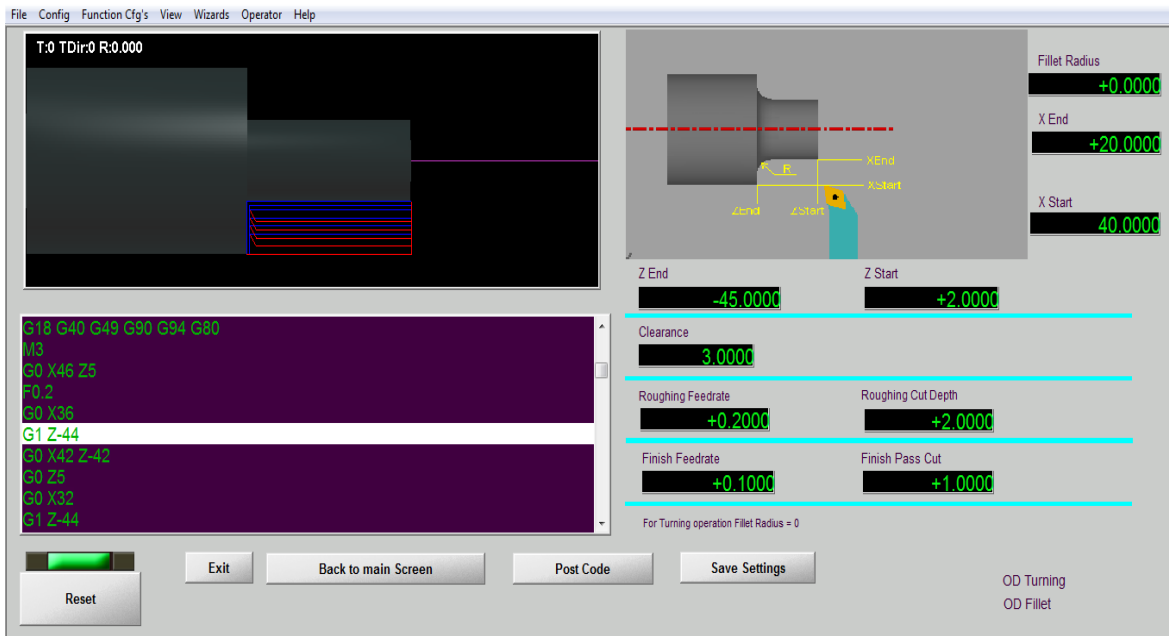 File Config Function Cfg's View Wizards Operator Help
T:0 TDir:0 R:0.000
R
XEnd
XStart
ZEnd ZStart
Fillet Radius
+0.0000
X End
+20.0000
X Start
40.0000
Z End Z Start
-45.0000 +2.0000
Clearance
3.0000
Roughing Feedrate Roughing Cut Depth
+0.2000 +2.0000
Finish Feedrate Finish Pass Cut
+0.1000 +1.0000
For Turning operation Fillet Radius = 0
G18 G40 G49 G90 G94 G80
M3
G0 X46 Z5
F0.2
G0 X36
G1 Z-44
G0 X42 Z-42
G0 Z5
G0 X32
G1 Z-44
Reset
Exit
Back to main Screen
Post Code
Save Settings
OD Turning
OD Fillet